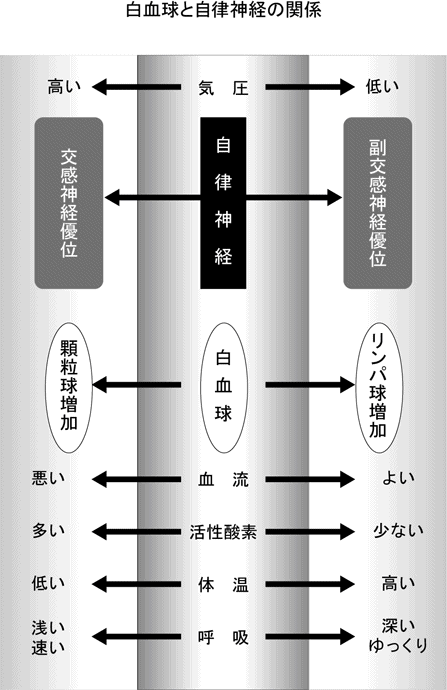 白血球と自律神経の関係
高い 気 圧 低い
交感神経優位 自律神経 副交感神経優位
顆粒球増加 白血球 リンパ球増加
悪い 血 流 よい
多い 活性酸素 少ない
低い 体 温 高い
浅い 速い 呼 吸 深い ゆっくり